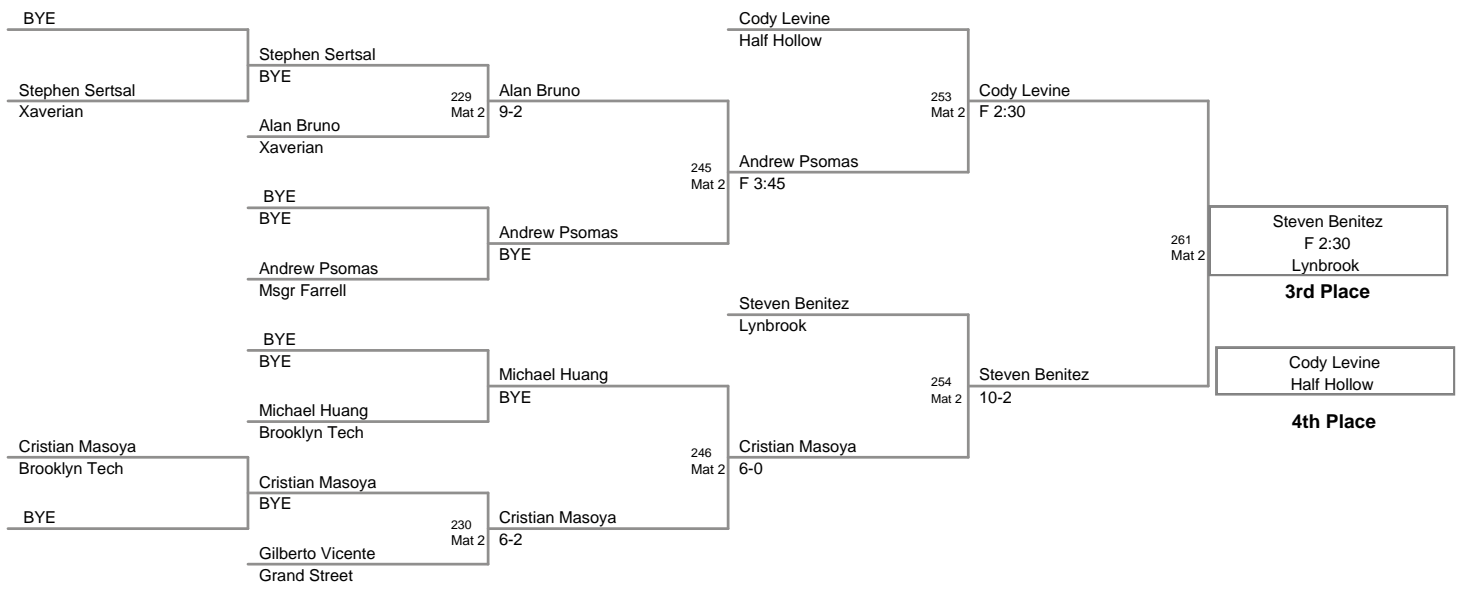 BYE
Stephen Sertsal
Xaverian
Stephen Sertsal
BYE
Alan Bruno
Xaverian
229
Mat 2
Alan Bruno
9-2
BYE
BYE
Andrew Psomas
Msgr Farrell
Andrew Psomas
BYE
245
Mat 2
Cody Levine
Half Hollow
Andrew Psomas
F 3:45
253
Mat 2
Cody Levine
F 2:30
BYE
BYE
Michael Huang
Brooklyn Tech
Michael Huang
BYE
Cristian Masoya
Brooklyn Tech
BYE
Cristian Masoya
BYE
Gilberto Vicente
Grand Street
230
Mat 2
Cristian Masoya
6-2
246
Mat 2
Steven Benitez
Lynbrook
Cristian Masoya
6-0
254
Mat 2
Steven Benitez
10-2
261
Mat 2
Steven Benitez
F 2:30
Lynbrook
3rd Place
Cody Levine
Half Hollow
4th Place